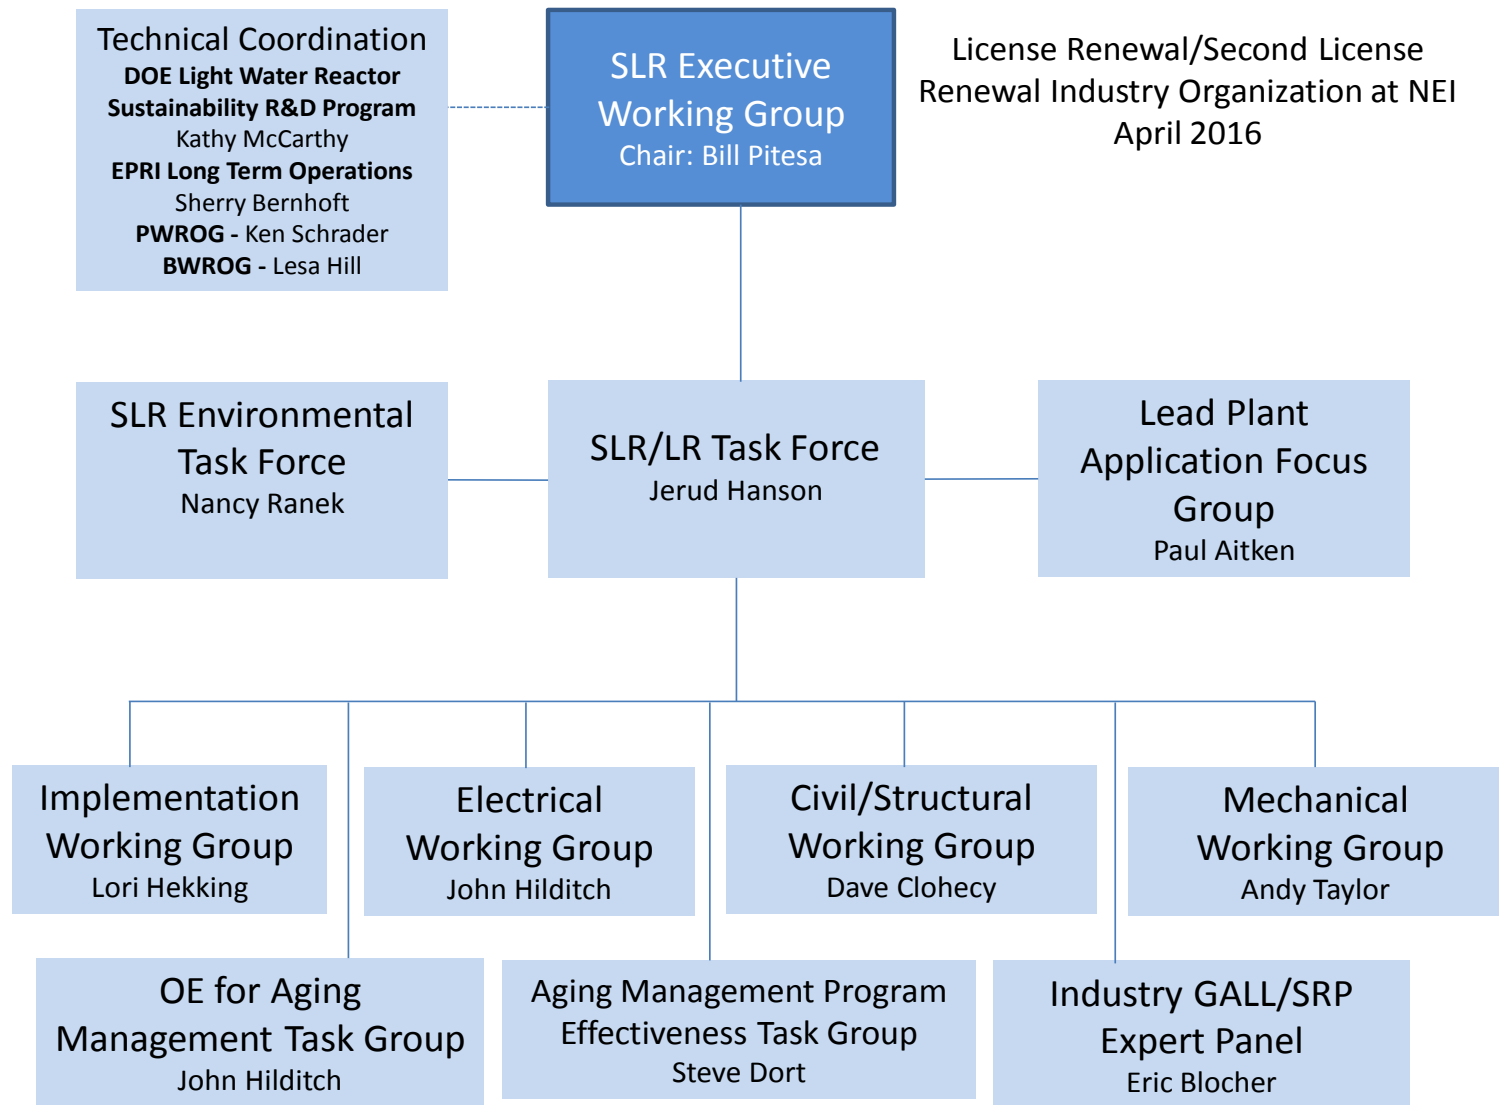 Technical Coordination
DOE Light Water Reactor
Sustainability R&D Program
Kathy McCarthy
EPRI Long Term Operations
Sherry Bernhoft
PWROG - Ken Schrader
BWROG - Lesa Hill
SLR Executive
Working Group
Chair: Bill Pitesa
License Renewal/Second License
Renewal Industry Organization at NEI
April 2016
SLR Environmental
Task Force
Nancy Ranek
SLR/LR Task Force
Jerud Hanson
Lead Plant
Application Focus
Group
Paul Aitken
Implementation
Working Group
Lori Hekking
Electrical
Working Group
John Hilditch
Civil/Structural
Working Group
Dave Clohecy
Mechanical
Working Group
Andy Taylor
OE for Aging
Management Task Group
John Hilditch
Aging Management Program
Effectiveness Task Group
Steve Dort
Industry GALL/SRP
Expert Panel
Eric Blocher